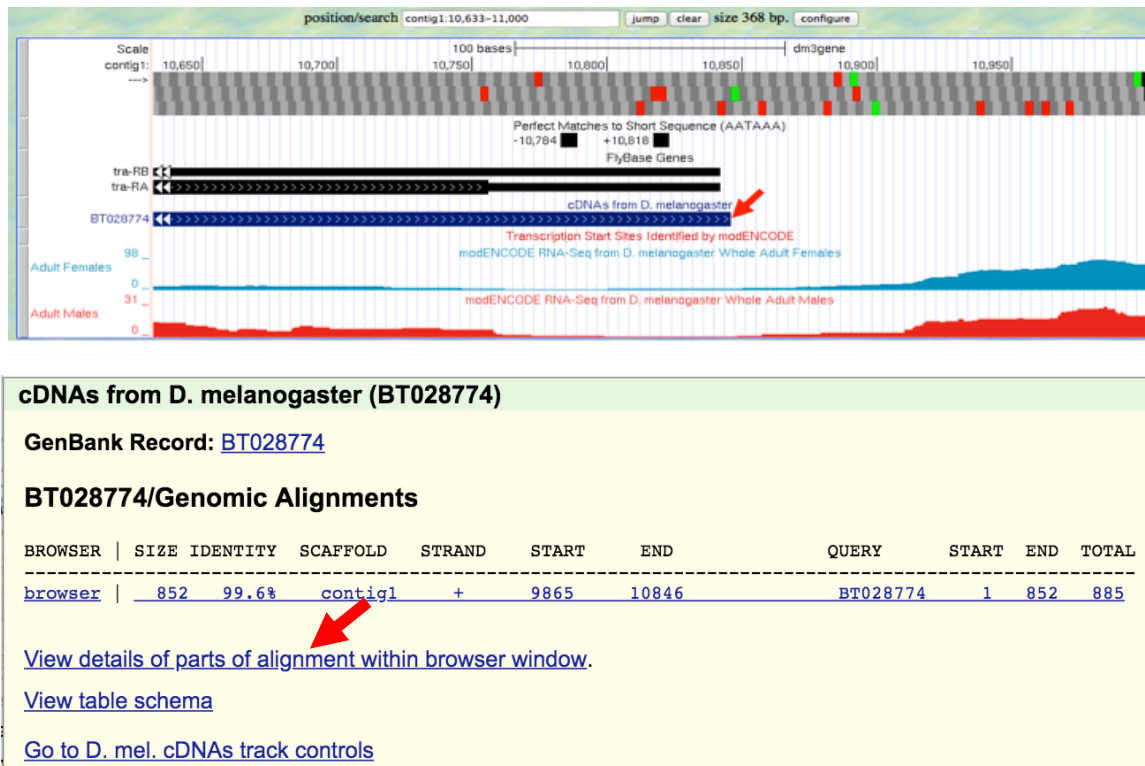 position/search contig1:10,633-11,000 jump clear size 368 bp. configure
Scale 100 bases dm3gene
contig1: 10,650 10,700 10,750 10,800 10,850 10,900 10,950
--->
Perfect Matches to Short Sequence (AATAAA)
-10,784 +10,818
FlyBase Genes
tra-RB
tra-RA
cDNAs from D. melanogaster
BT028774
Transcription Start Sites Identified by modENCODE
98 _ modENCODE RNA-Seq from D. melanogaster Whole Adult Females
Adult Females
0 _
31 _ modENCODE RNA-Seq from D. melanogaster Whole Adult Males
Adult Males
0 _
cDNAs from D. melanogaster (BT028774)
GenBank Record: BT028774
BT028774/Genomic Alignments
BROWSER | SIZE IDENTITY SCAFFOLD STRAND START END QUERY START END TOTAL
browser | 852 99.6% contig1 + 9865 10846 BT028774 1 852 885
View details of parts of alignment within browser window.
View table schema
Go to D. mel. cDNAs track controls